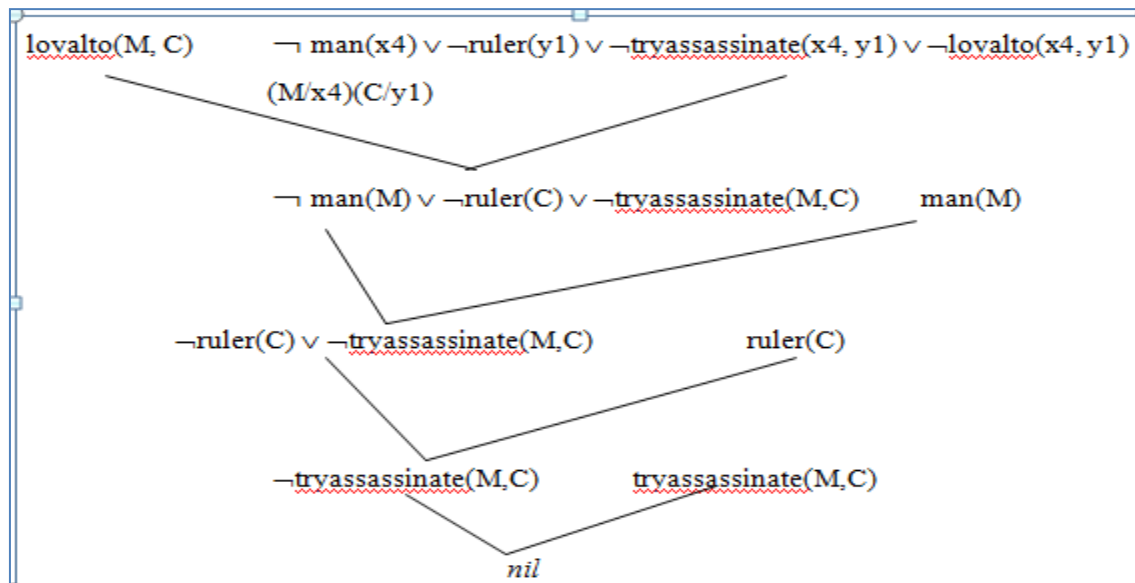 lovalto(M, C) ¬ man(x4) ∨ ¬ruler(y1) ∨ ¬tryassassinate(x4, y1) ∨ ¬lovalto(x4, y1)
(M/x4)(C/y1)
¬ man(M) ∨ ¬ruler(C) ∨ ¬tryassassinate(M,C) man(M)
¬ruler(C) ∨ ¬tryassassinate(M,C) ruler(C)
¬tryassassinate(M,C) tryassassinate(M,C)
nil